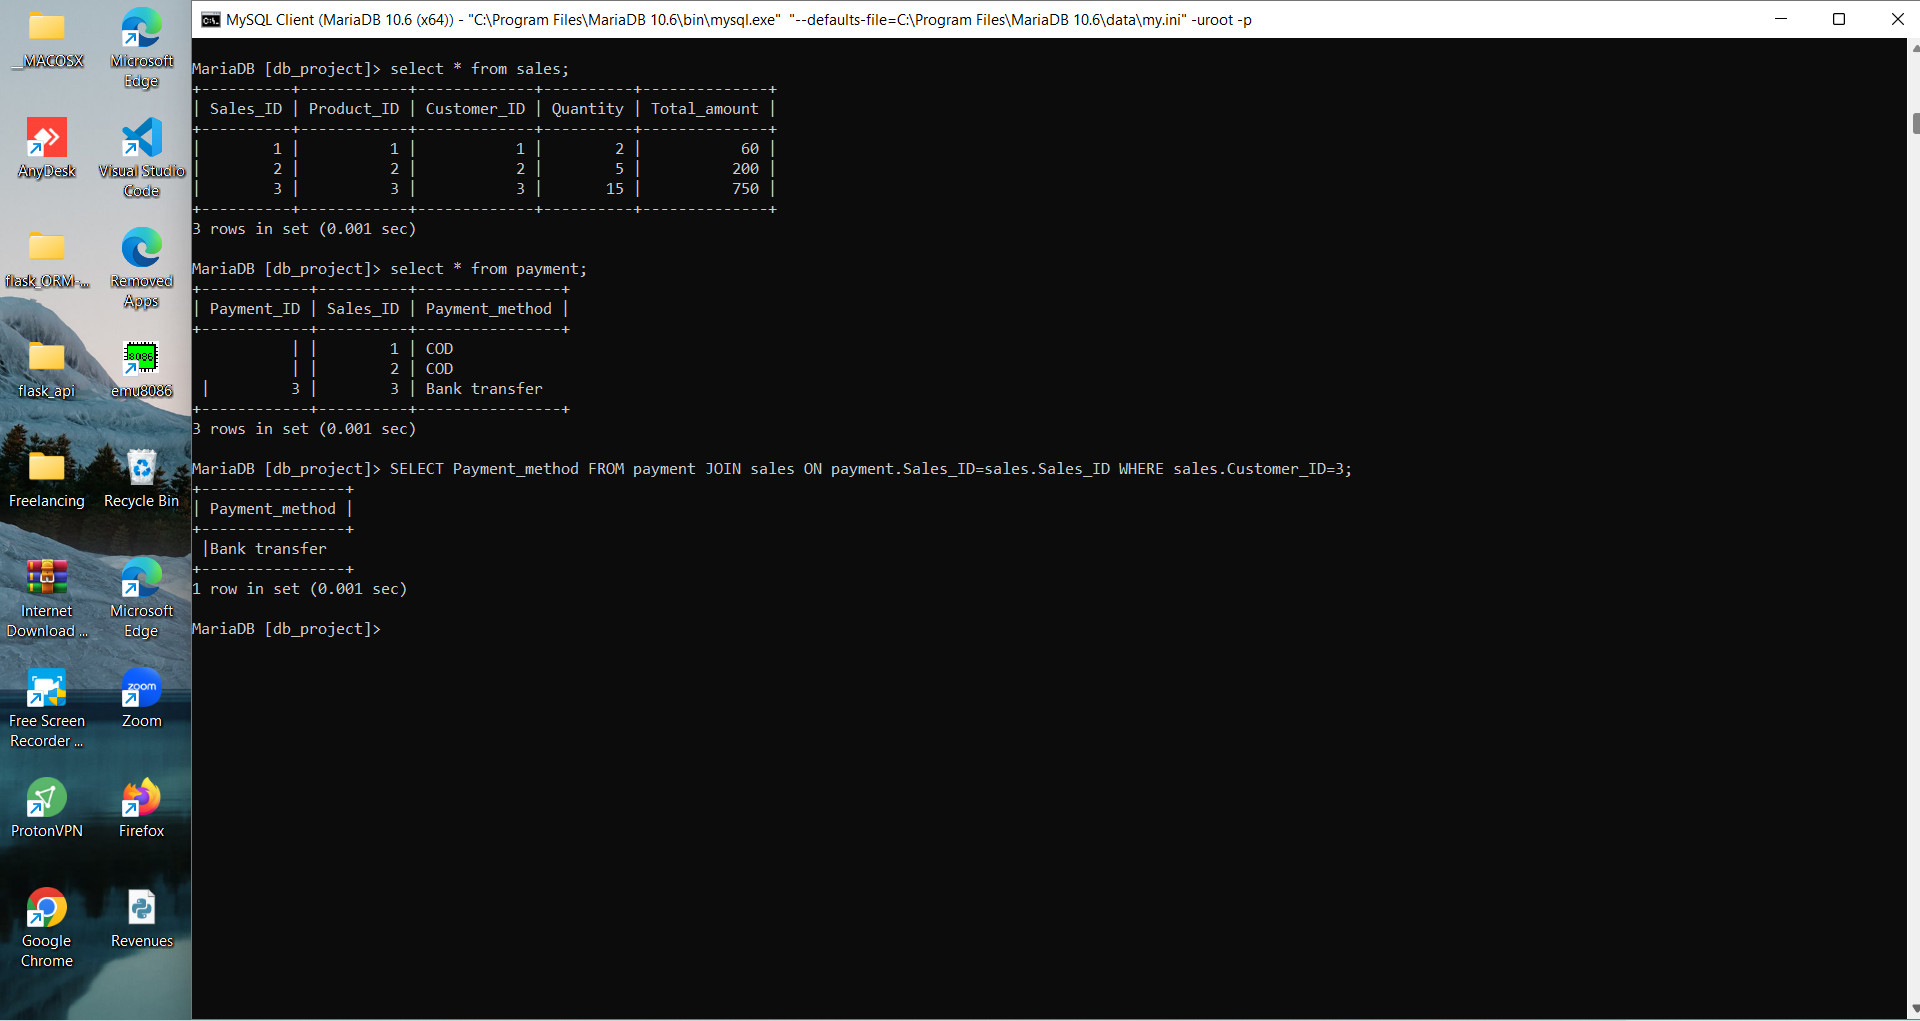 MySQL Client (MariaDB 10.6 (x64)) - "C:\Program Files\MariaDB 10.6\bin\mysql.exe"  "--defaults-file=C:\Program Files\MariaDB 10.6\data\my.ini" -uroot -p
MariaDB [db_project]> select * from sales;
+----------+------------+-------------+----------+--------------+
| Sales_ID | Product_ID | Customer_ID | Quantity | Total_amount |
+----------+------------+-------------+----------+--------------+
|        1 |          1 |           1 |        2 |           60 |
|        2 |          2 |           2 |        5 |          200 |
|        3 |          3 |           3 |       15 |          750 |
+----------+------------+-------------+----------+--------------+
3 rows in set (0.001 sec)
MariaDB [db_project]> select * from payment;
+------------+----------+----------------+
| Payment_ID | Sales_ID | Payment_method |
+------------+----------+----------------+
           | |        1 | COD
           | |        2 | COD
 |         3 |        3 | Bank transfer
+------------+----------+----------------+
3 rows in set (0.001 sec)
MariaDB [db_project]> SELECT Payment_method FROM payment JOIN sales ON payment.Sales_ID=sales.Sales_ID WHERE sales.Customer_ID=3;
+----------------+
| Payment_method |
+----------------+
 |Bank transfer
+----------------+
1 row in set (0.001 sec)
MariaDB [db_project]>
__MACOSX
Microsoft
Edge
AnyDesk
Visual Studio
Code
flask_ORM-...
Removed
Apps
8086
flask_api
emu8086
Freelancing
Recycle Bin
Internet
Download ...
Microsoft
Edge
zoom
Free Screen
Recorder ...
Zoom
ProtonVPN
Firefox
Google
Chrome
Revenues